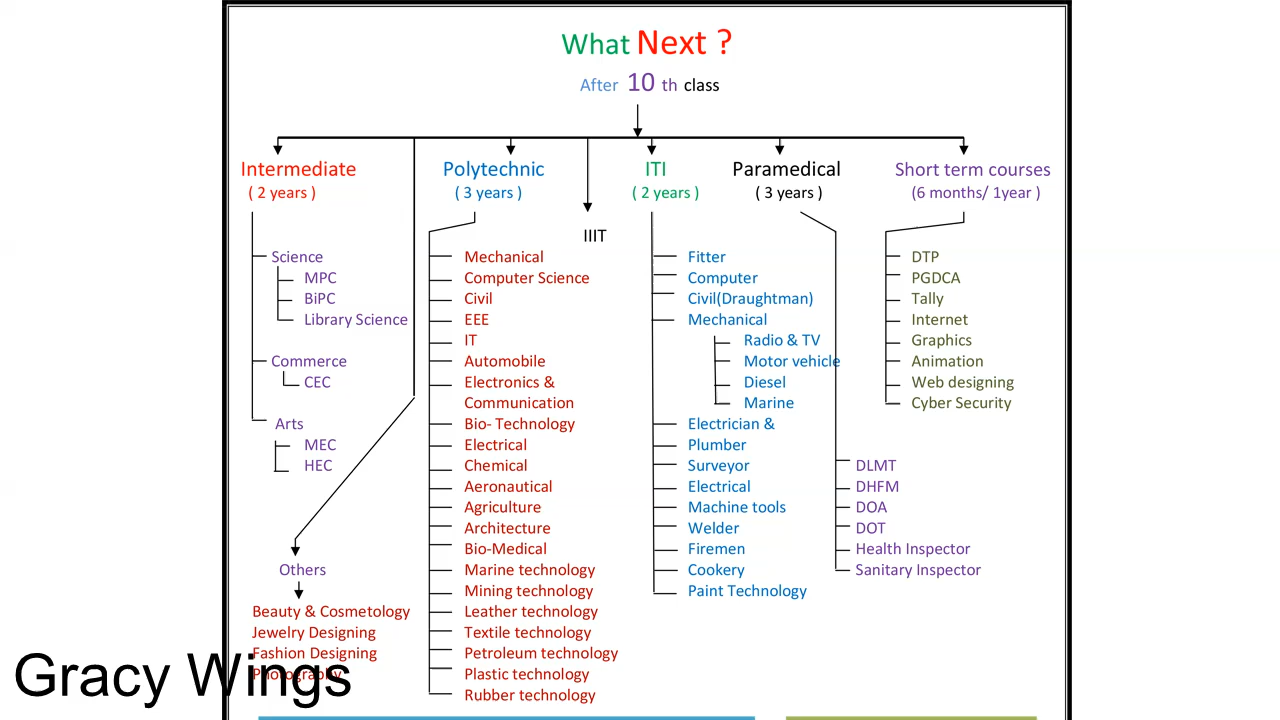 What Next ?
After 10 th class
Intermediate
( 2 years )
Science
MPC
BiPC
Library Science
Commerce
CEC
Arts
MEC
HEC
Others
Beauty & Cosmetology
Jewelry Designing
Fashion Designing
Photography
Polytechnic
( 3 years )
Mechanical
Computer Science
Civil
EEE
IT
Automobile
Electronics &
Communication
Bio- Technology
Electrical
Chemical
Aeronautical
Agriculture
Architecture
Bio-Medical
Marine technology
Mining technology
Leather technology
Textile technology
Petroleum technology
Plastic technology
Rubber technology
IIIT
ITI
( 2 years )
Fitter
Computer
Civil(Draughtman)
Mechanical
Radio & TV
Motor vehicle
Diesel
Marine
Electrician &
Plumber
Surveyor
Electrical
Machine tools
Welder
Firemen
Cookery
Paint Technology
Paramedical
( 3 years )
DLMT
DHFM
DOA
DOT
Health Inspector
Sanitary Inspector
Short term courses
(6 months/ 1year )
DTP
PGDCA
Tally
Internet
Graphics
Animation
Web designing
Cyber Security
Gracy Wings